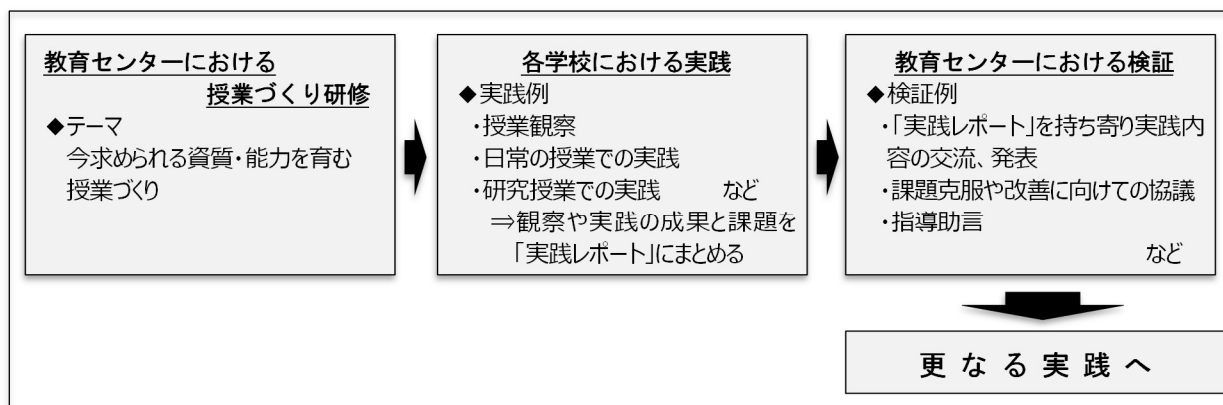 教育センターにおける
授業づくり研修
◆テーマ
今求められる資質・能力を育む
授業づくり
各学校における実践
◆実践例
・授業観察
・日常の授業での実践
・研究授業での実践　　など
⇒観察や実践の成果と課題を
「実践レポート」にまとめる
教育センターにおける検証
◆検証例
・「実践レポート」を持ち寄り実践内
容の交流、発表
・課題克服や改善に向けての協議
・指導助言
など
更なる実践へ